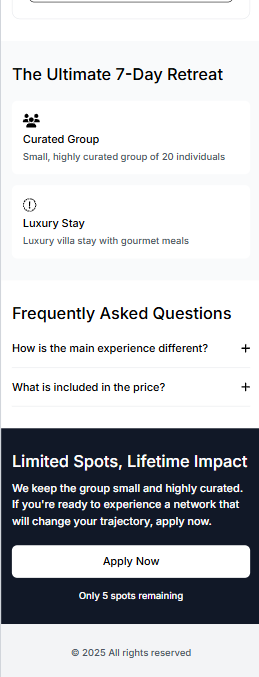 The Ultimate 7-Day Retreat
Curated Group
Small, highly curated group of 20 individuals
Luxury Stay
Luxury villa stay with gourmet meals
Frequently Asked Questions
How is the main experience different?
What is included in the price?
Limited Spots, Lifetime Impact
We keep the group small and highly curated.
If you're ready to experience a network that
will change your trajectory, apply now.
Apply Now
Only 5 spots remaining
© 2025 All rights reserved